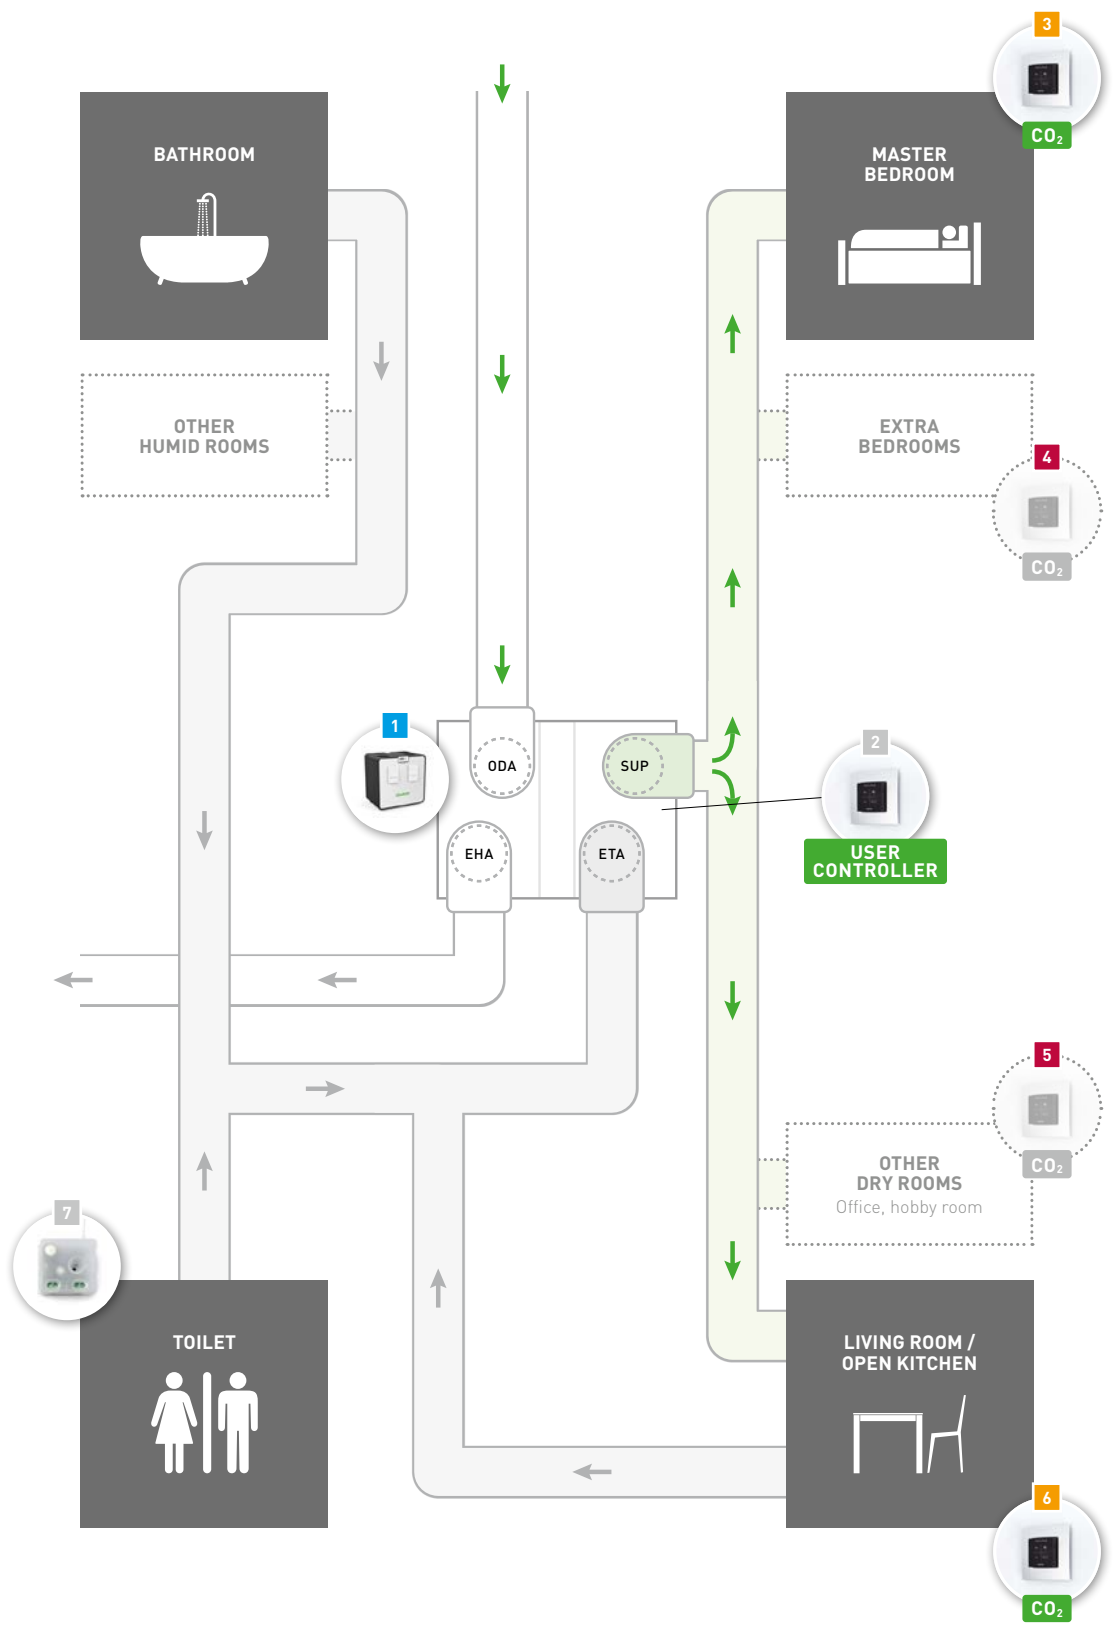 3
CO₂
BATHROOM
MASTER
BEDROOM
OTHER
HUMID ROOMS
EXTRA
BEDROOMS
4
CO₂
1
ODA
SUP
2
EHA
ETA
USER
CONTROLLER
5
CO₂
OTHER
DRY ROOMS
Office, hobby room
7
TOILET
LIVING ROOM /
OPEN KITCHEN
6
CO₂